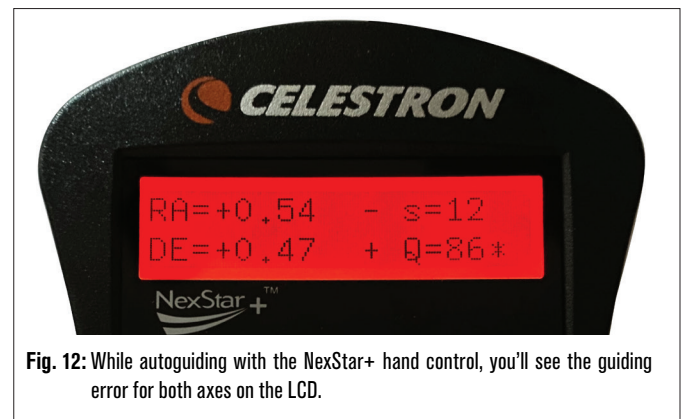 CELESTRON
RA=+0.54 - s=12
DE=+0.47 + Q=86*
NexStar+™
Fig. 12: While autoguiding with the NexStar+ hand control, you’ll see the guiding
error for both axes on the LCD.